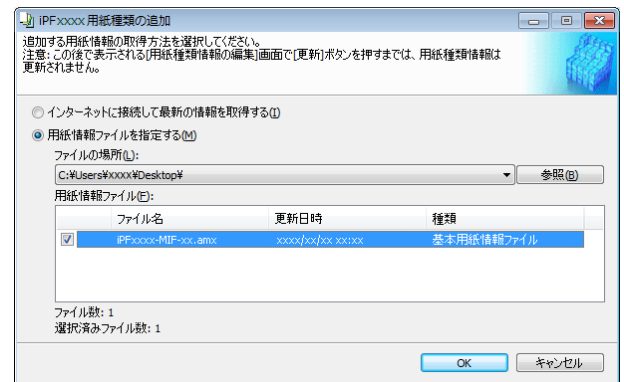 iPFxxxx 用紙種類の追加
追加する用紙情報の取得方法を選択してください。
注意: この後で表示される[用紙種類情報の編集]画面で[更新]ボタンを押すまでは、用紙種類情報は
更新されません。
インターネットに接続して最新の情報を取得する(I)
用紙情報ファイルを指定する(M)
ファイルの場所(L):
C:¥Users¥xxxx¥Desktop¥
参照(B)
用紙情報ファイル(F):
ファイル名 更新日時 種類
iPFxxxx-MIF-xx.amx xxxx/xx/xx xx:xx 基本用紙情報ファイル
ファイル数: 1
選択済みファイル数: 1
OK キャンセル